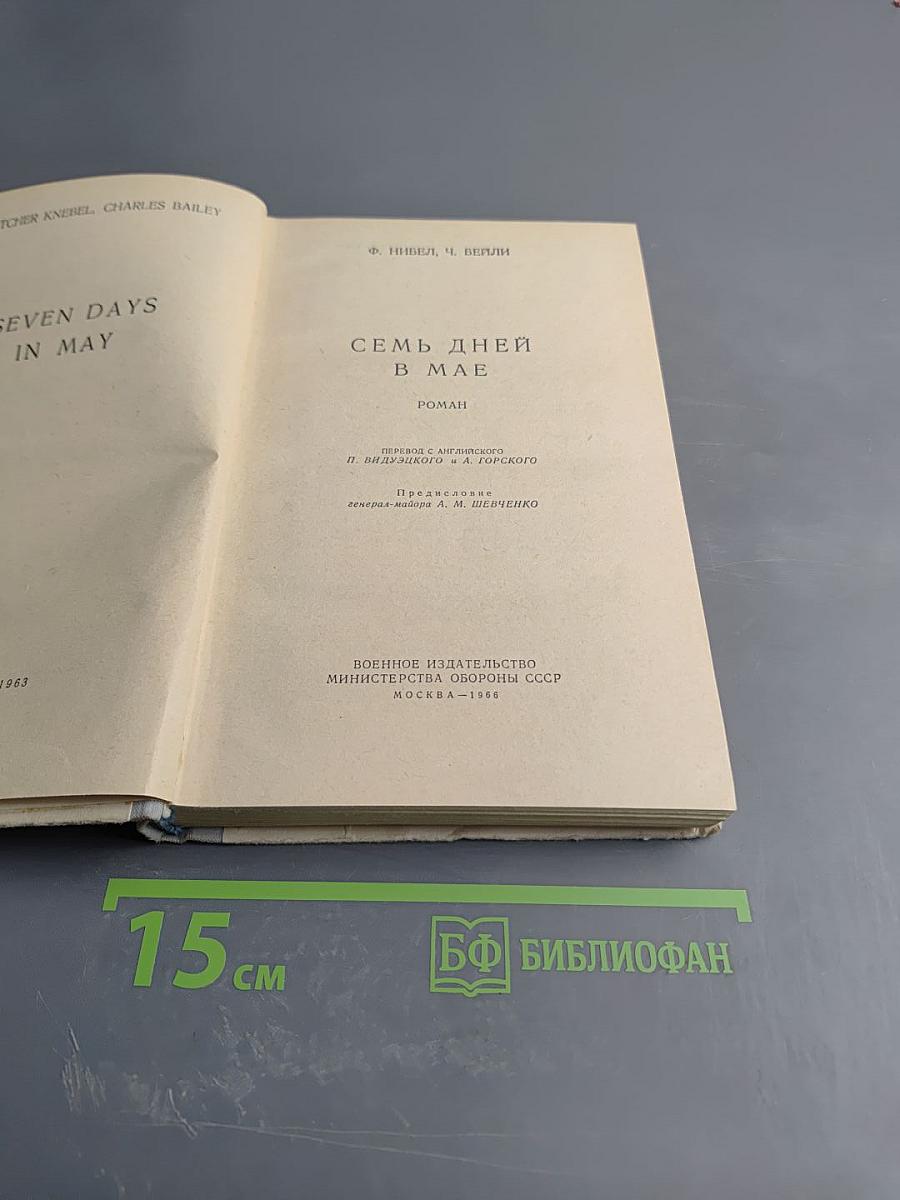 TCHER KNEBEL, CHARLES BAILEY
SEVEN DAYS
IN MAY
1963
Ф. НИБЕЛ, Ч. БЕЙЛИ
СЕМЬ ДНЕЙ
В МАЕ
РОМАН
ПЕРЕВОД С АНГЛИЙСКОГО
П. ВИДУЭЦКОГО и А. ГОРСКОГО
Предисловие
генерал-майора А. М. ШЕВЧЕНКО
ВОЕННОЕ ИЗДАТЕЛЬСТВО
МИНИСТЕРСТВА ОБОРОНЫ СССР
МОСКВА—1966
15 см
БФ БИБЛИОФАН